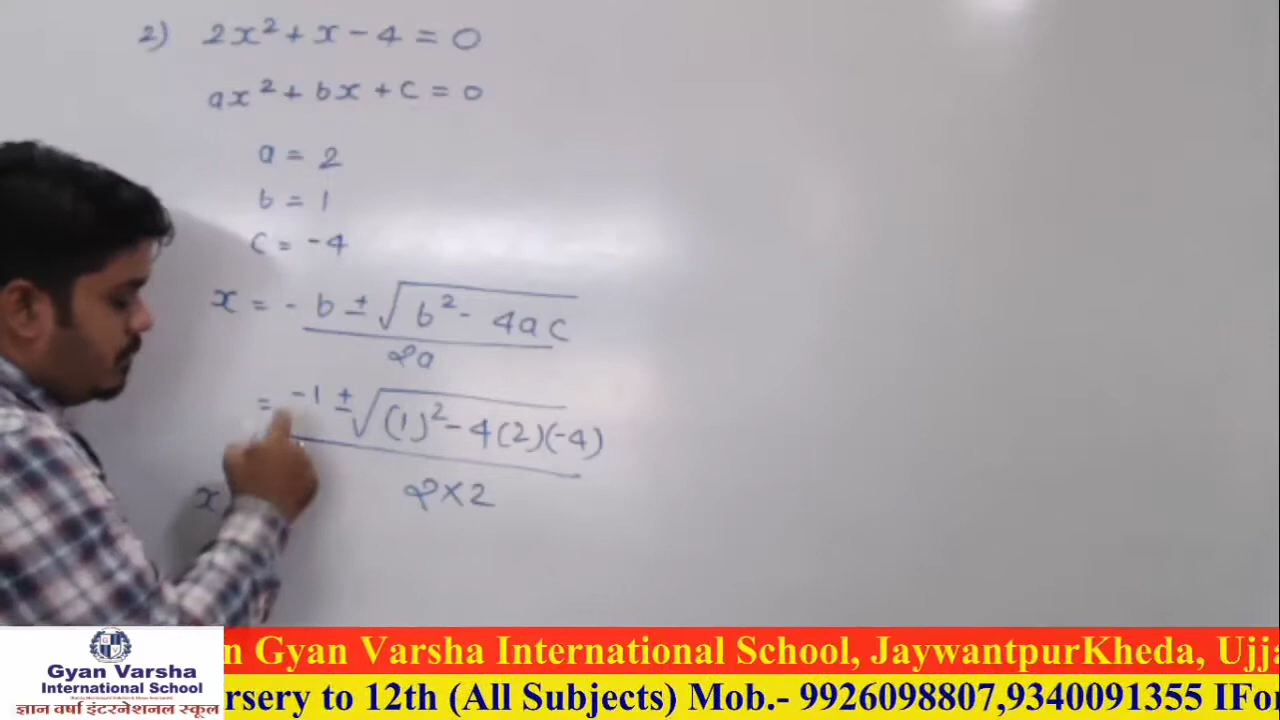 2) 2x² + x - 4 = 0
ax² + bx + c = 0
a = 2
b = 1
c = -4
x = -b ± √(b² - 4ac)
2a
= -1 ± √((1)² - 4(2)(-4))
2×2
x
n Gyan Varsha International School, JaywantpurKheda, Ujj
Gyan Varsha
International School
ज्ञान वर्षा इंटरनेशनल स्कूल
rsery to 12th (All Subjects) Mob.- 9926098807,9340091355 IFo